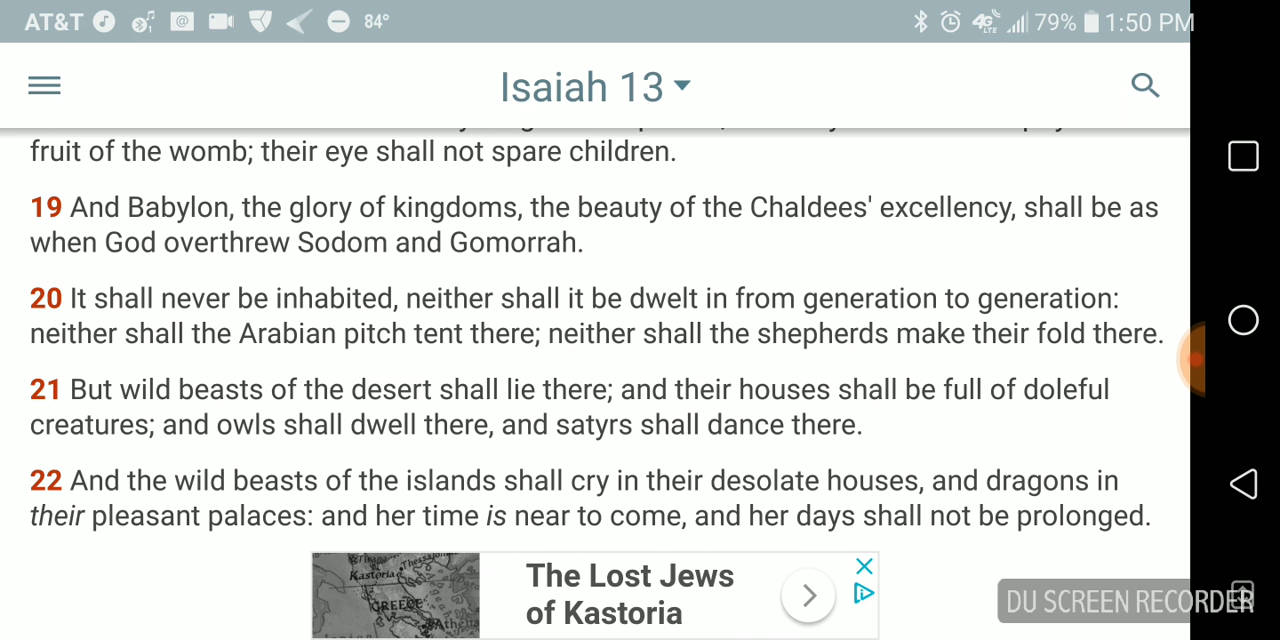 AT&T 84° 79% 1:50 PM
Isaiah 13
fruit of the womb; their eye shall not spare children.
19 And Babylon, the glory of kingdoms, the beauty of the Chaldees' excellency, shall be as
when God overthrew Sodom and Gomorrah.
20 It shall never be inhabited, neither shall it be dwelt in from generation to generation:
neither shall the Arabian pitch tent there; neither shall the shepherds make their fold there.
21 But wild beasts of the desert shall lie there; and their houses shall be full of doleful
creatures; and owls shall dwell there, and satyrs shall dance there.
22 And the wild beasts of the islands shall cry in their desolate houses, and dragons in
their pleasant palaces: and her time is near to come, and her days shall not be prolonged.
Kastoria
GREECE
The Lost Jews
of Kastoria
DU SCREEN RECORDER